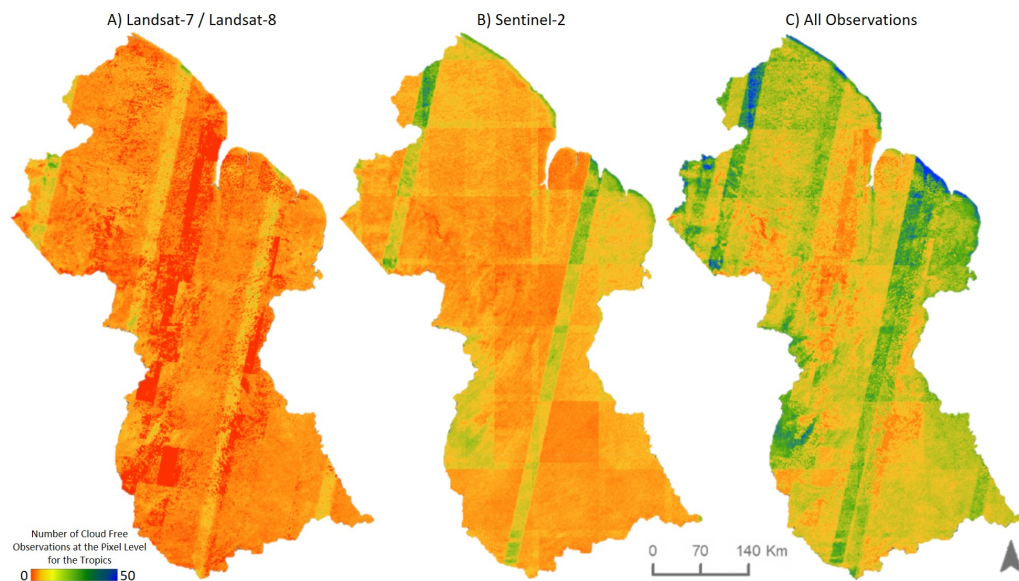 A) Landsat-7 / Landsat-8
B) Sentinel-2
C) All Observations
Number of Cloud Free
Observations at the Pixel Level
for the Tropics
0 50
0 70 140 Km